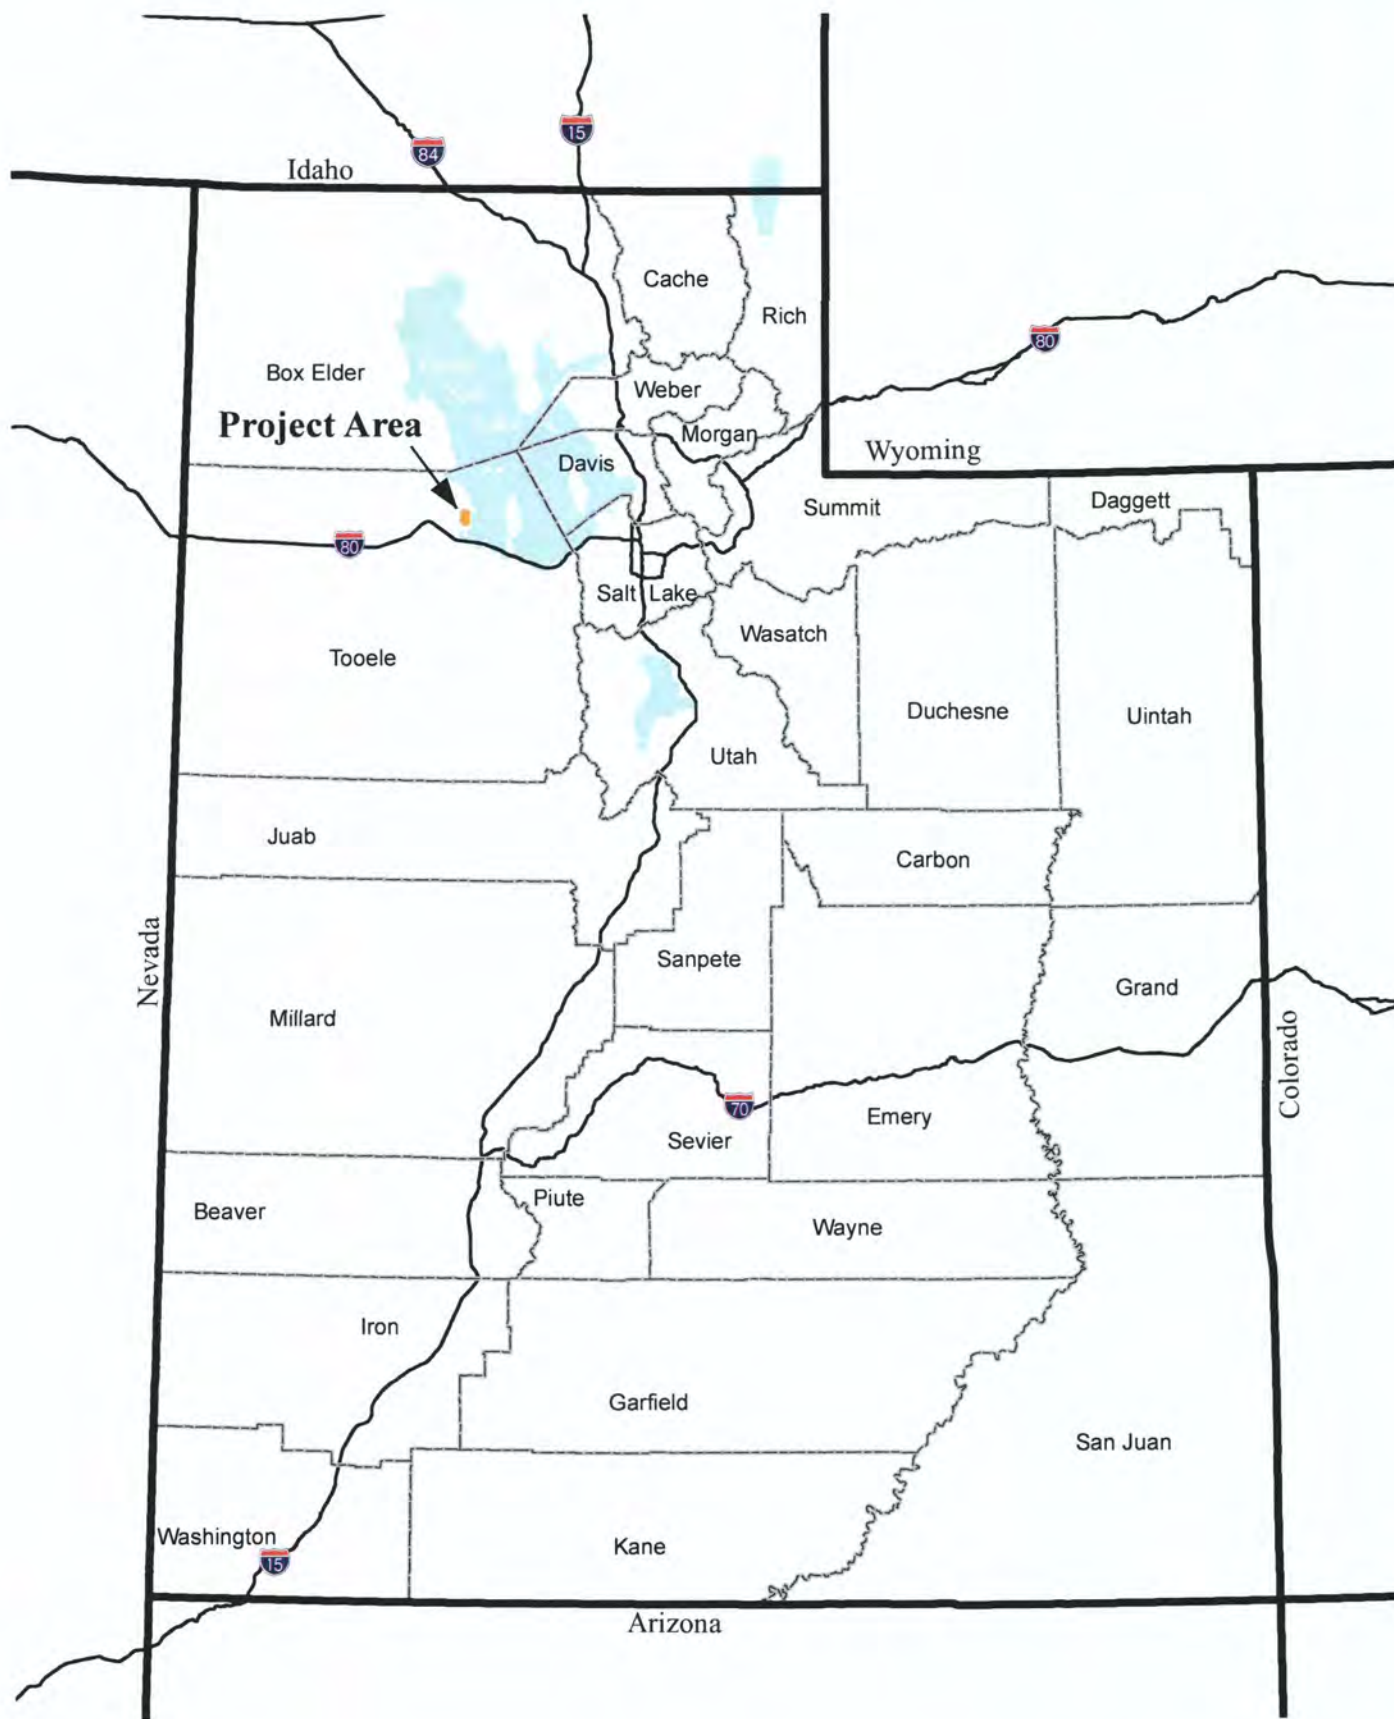 15
84
Idaho
Cache
Rich
80
Box Elder
Weber
Project Area
Morgan
Wyoming
Davis
Summit
Daggett
80
Salt Lake
Wasatch
Tooele
Duchesne
Uintah
Utah
Juab
Carbon
Nevada
Sanpete
Grand
Millard
Colorado
70
Emery
Sevier
Piute
Beaver
Wayne
Iron
Garfield
San Juan
Washington
Kane
15
Arizona